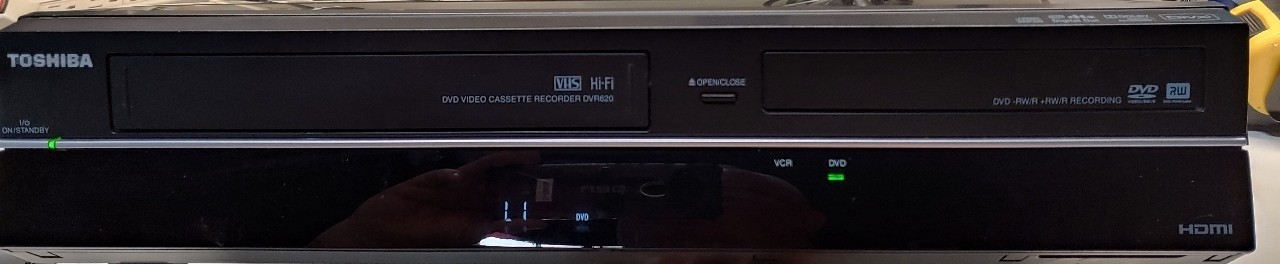 TOSHIBA
VHS Hi-Fi
DVD VIDEO CASSETTE RECORDER DVR620
OPEN/CLOSE
DVD RW
DVD -RW/R +RW/R RECORDING
I/
ON/STANDBY
VCR DVD
L1 DVD
HDMI